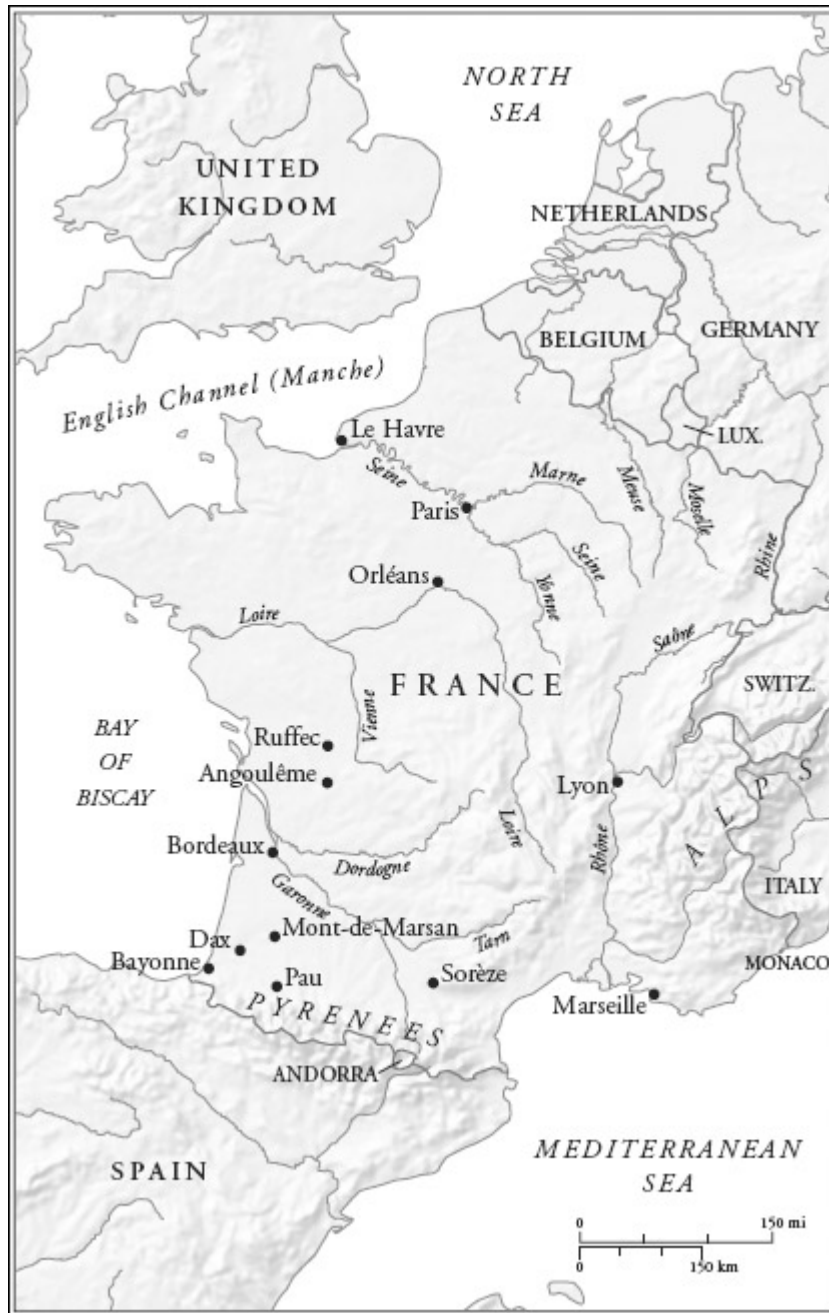 NORTH
SEA
UNITED
KINGDOM
NETHERLANDS
BELGIUM
GERMANY
English Channel (Manche)
LUX.
Le Havre
Seine
Marne
Meuse
Moselle
Paris
Seine
Rhine
Orléans
Yonne
Loire
Saône
FRANCE
SWITZ.
Vienne
BAY
OF
BISCAY
Ruffec
Angoulême
Lyon
ALPS
Bordeaux
Dordogne
Loire
Rhône
ITALY
Garonne
Mont-de-Marsan
Tarn
Dax
Bayonne
MONACO
Pau
Sorèze
Marseille
PYRENEES
ANDORRA
SPAIN
MEDITERRANEAN
SEA
0 150 mi
0 150 km